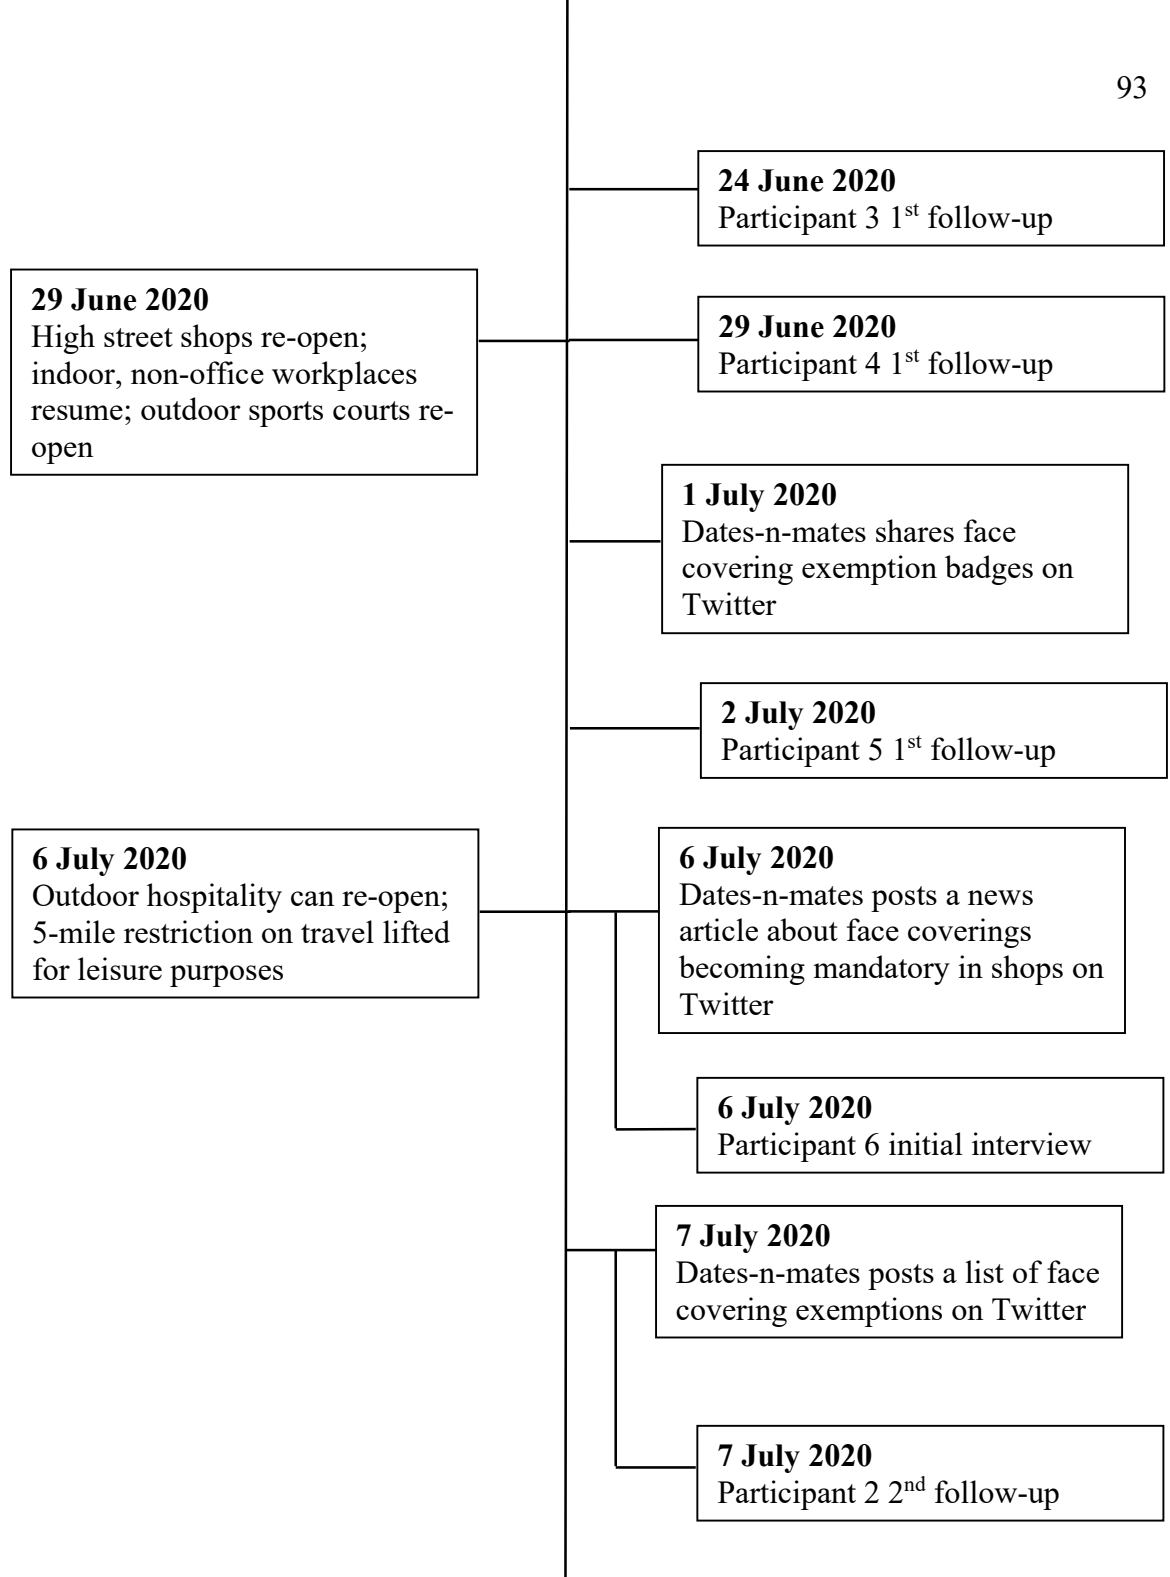 93
24 June 2020
Participant 3 1st follow-up
29 June 2020
High street shops re-open;
indoor, non-office workplaces
resume; outdoor sports courts re-
open
29 June 2020
Participant 4 1st follow-up
1 July 2020
Dates-n-mates shares face
covering exemption badges on
Twitter
2 July 2020
Participant 5 1st follow-up
6 July 2020
Outdoor hospitality can re-open;
5-mile restriction on travel lifted
for leisure purposes
6 July 2020
Dates-n-mates posts a news
article about face coverings
becoming mandatory in shops on
Twitter
6 July 2020
Participant 6 initial interview
7 July 2020
Dates-n-mates posts a list of face
covering exemptions on Twitter
7 July 2020
Participant 2 2nd follow-up